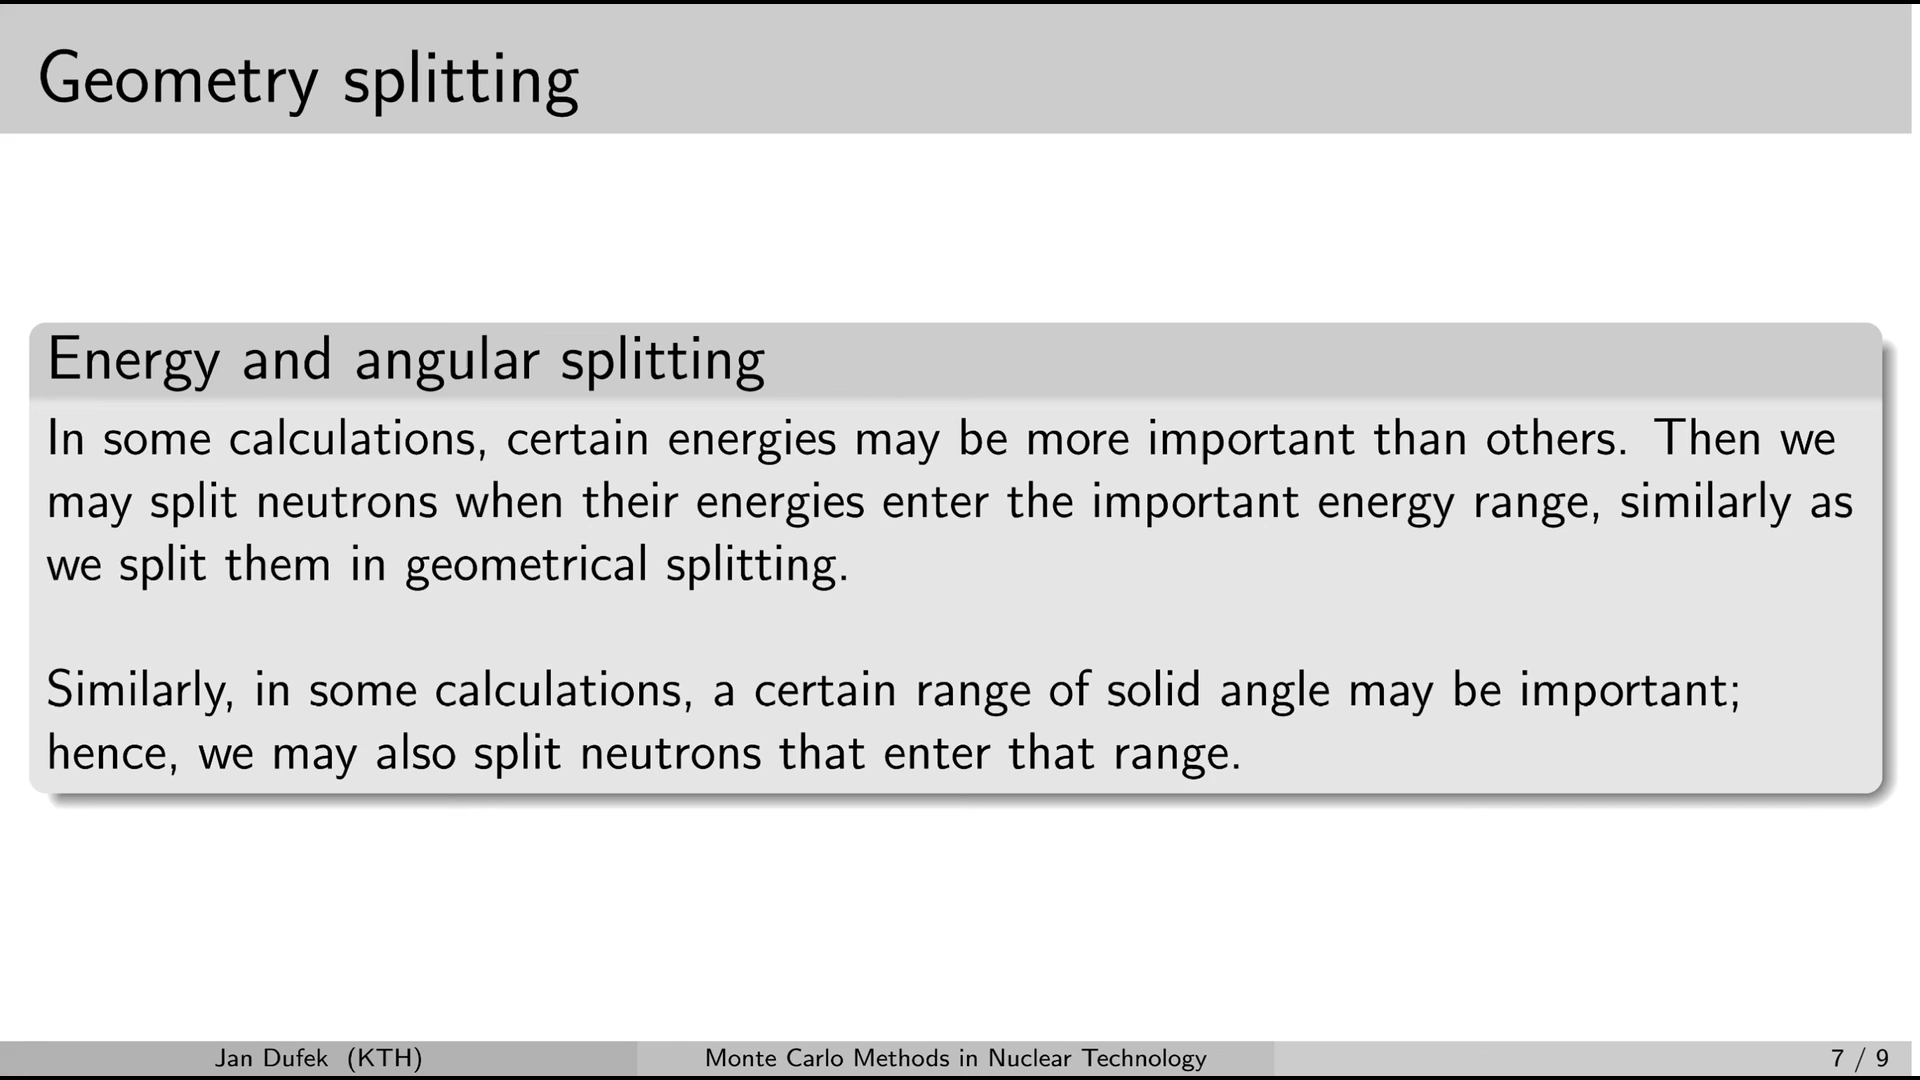 Geometry splitting
Energy and angular splitting
In some calculations, certain energies may be more important than others. Then we
may split neutrons when their energies enter the important energy range, similarly as
we split them in geometrical splitting.
Similarly, in some calculations, a certain range of solid angle may be important;
hence, we may also split neutrons that enter that range.
Jan Dufek (KTH)
Monte Carlo Methods in Nuclear Technology
7 / 9